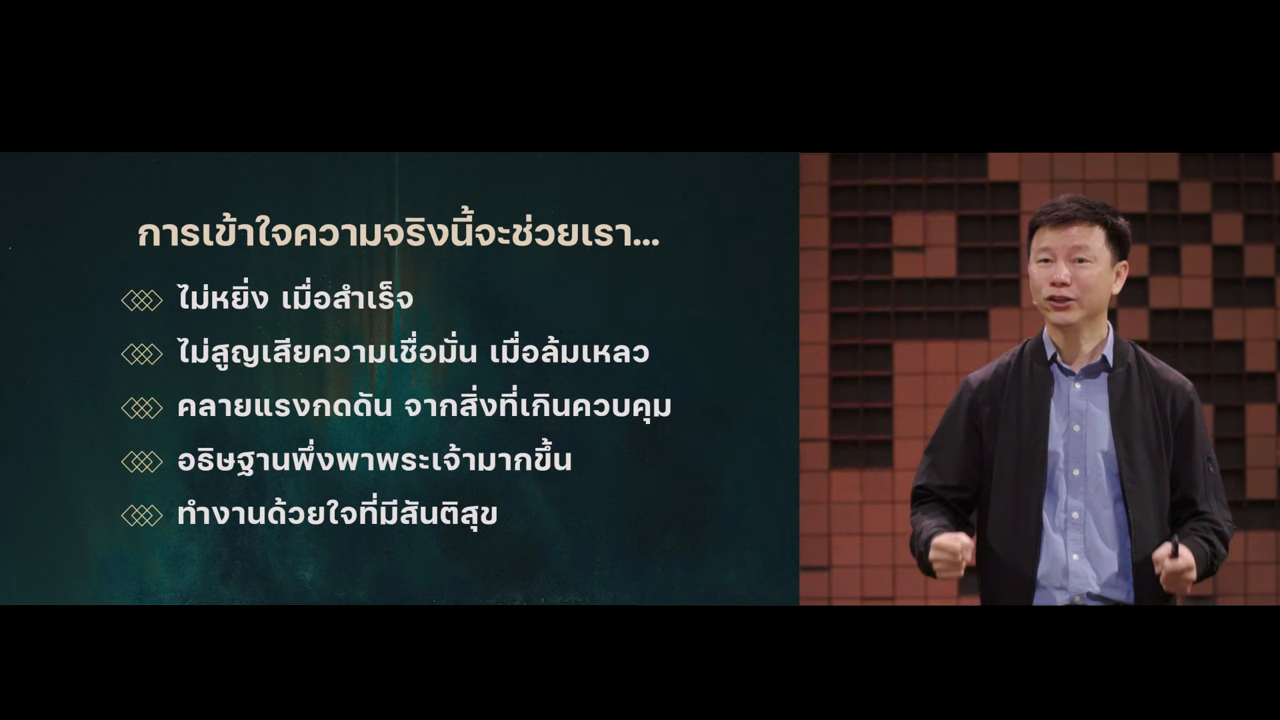 การเข้าใจความจริงนี้จะช่วยเรา...
ไม่หยิ่ง เมื่อสำเร็จ
ไม่สูญเสียความเชื่อมั่น เมื่อล้มเหลว
คลายแรงกดดัน จากสิ่งที่เกินควบคุม
อธิษฐานพึ่งพาพระเจ้ามากขึ้น
ทำงานด้วยใจที่มีสันติสุข